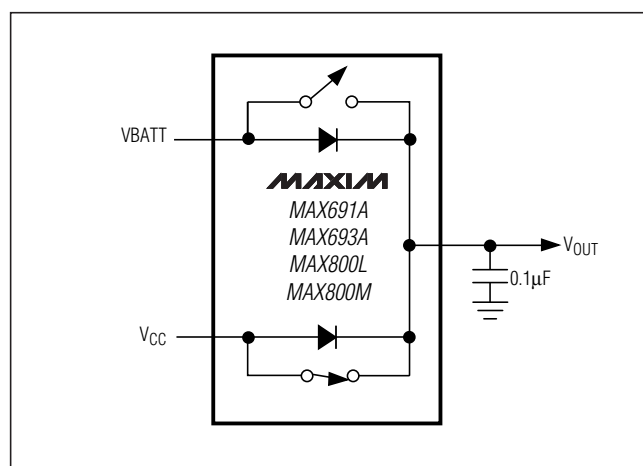 VBATT
MAXIM
MAX691A
MAX693A
MAX800L
MAX800M
VOUT
0.1µF
VCC